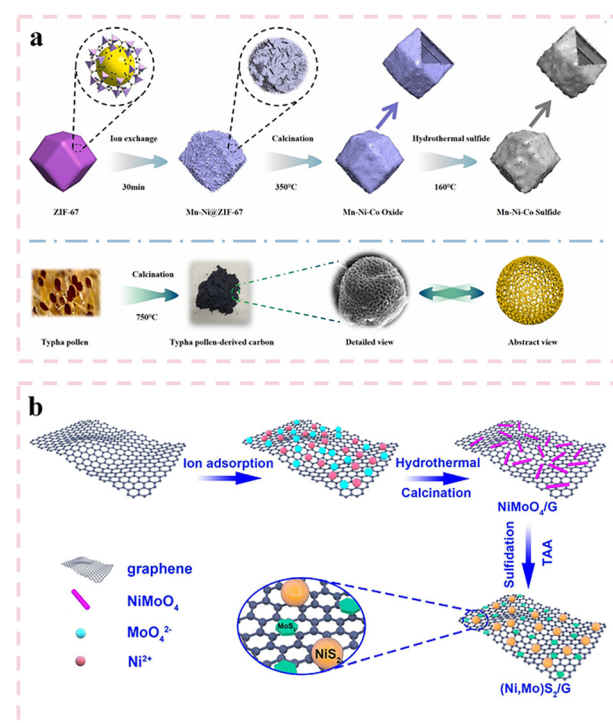 a
Ion exchange
30min
Calcination
350℃
Hydrothermal sulfide
160℃
ZIF-67
Mn-Ni@ZIF-67
Mn-Ni-Co Oxide
Mn-Ni-Co Sulfide
Calcination
750℃
Typha pollen
Typha pollen-derived carbon
Detailed view
Abstract view
b
Ion adsorption
Hydrothermal
Calcination
NiMoO₄/G
Sulfidation
TAA
graphene
NiMoO₄
MoO₄²⁻
Ni²⁺
MoS₂
NiS₂
(Ni,Mo)S₂/G